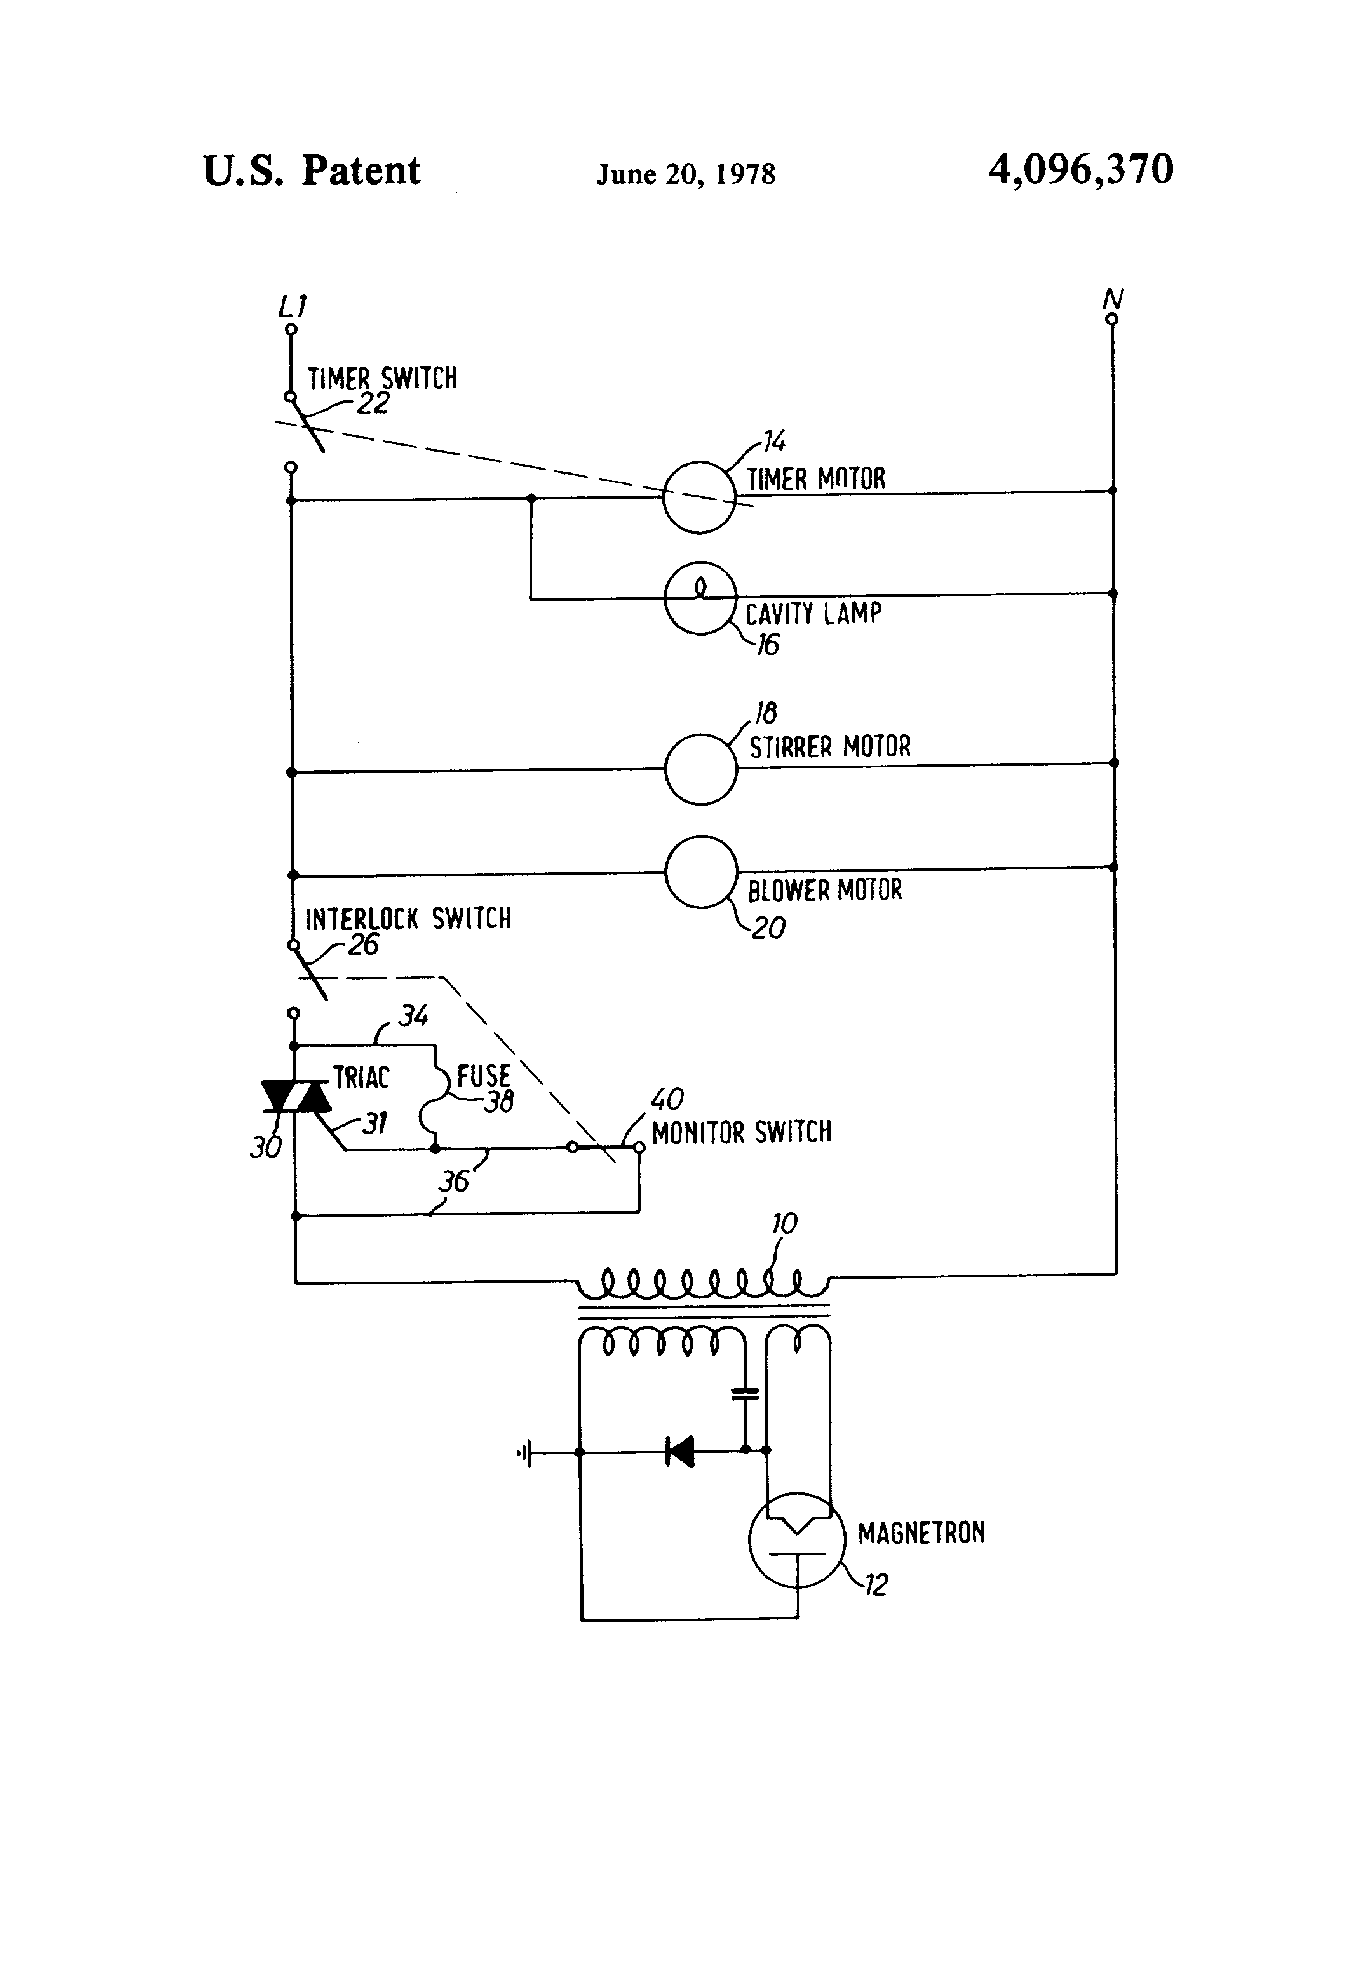 U.S. Patent June 20, 1978 4,096,370
L1 N
TIMER SWITCH
22
14
TIMER MOTOR
CAVITY LAMP
16
18
STIRRER MOTOR
BLOWER MOTOR
20
INTERLOCK SWITCH
26
34
TRIAC FUSE
38
40
31
MONITOR SWITCH
30
36
10
MAGNETRON
12